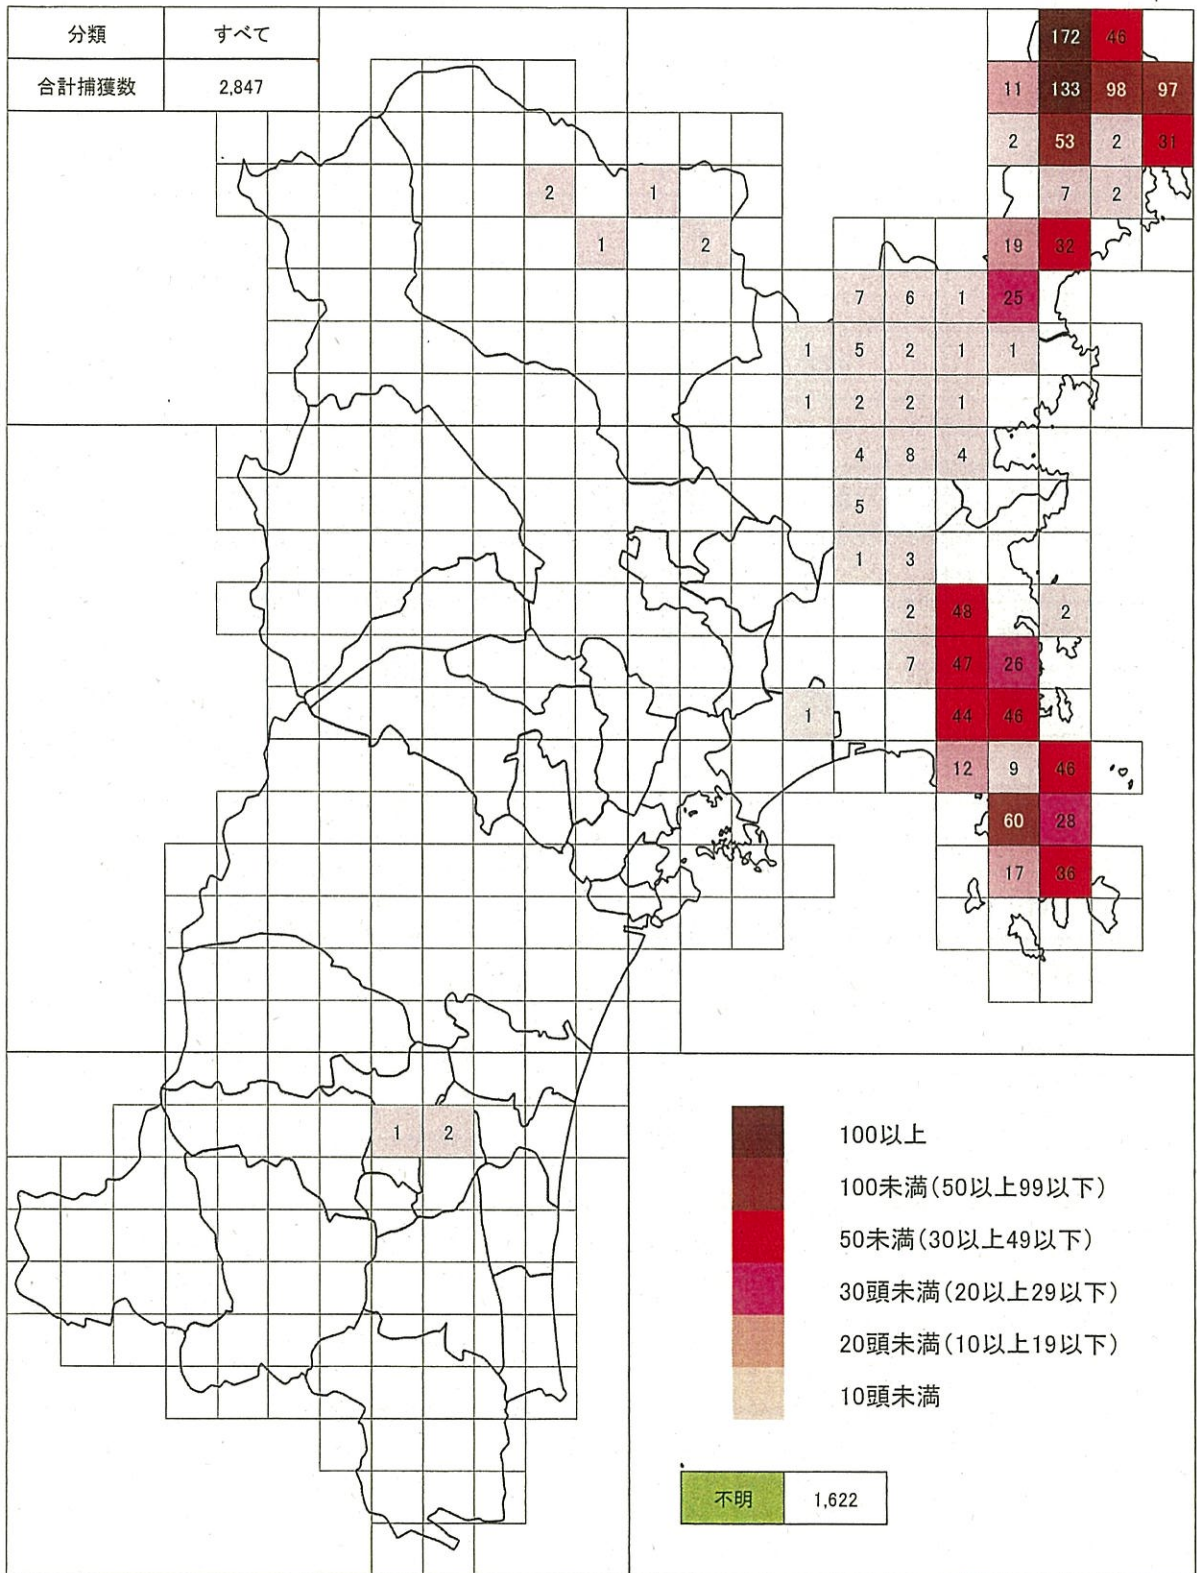 分類 すべて
合計捕獲数 2,847
172 46
11 133 98 97
2 53 2 31
2 1 7 2
1 2 19 32
7 6 1 25
1 5 2 1 1
1 2 2 1
4 8 4
5
1 3
2 48 2
7 47 26
1 44 46
12 9 46
60 28
17 36
1 2
100以上
100未満(50以上99以下)
50未満(30以上49以下)
30頭未満(20以上29以下)
20頭未満(10以上19以下)
10頭未満
不明 1,622